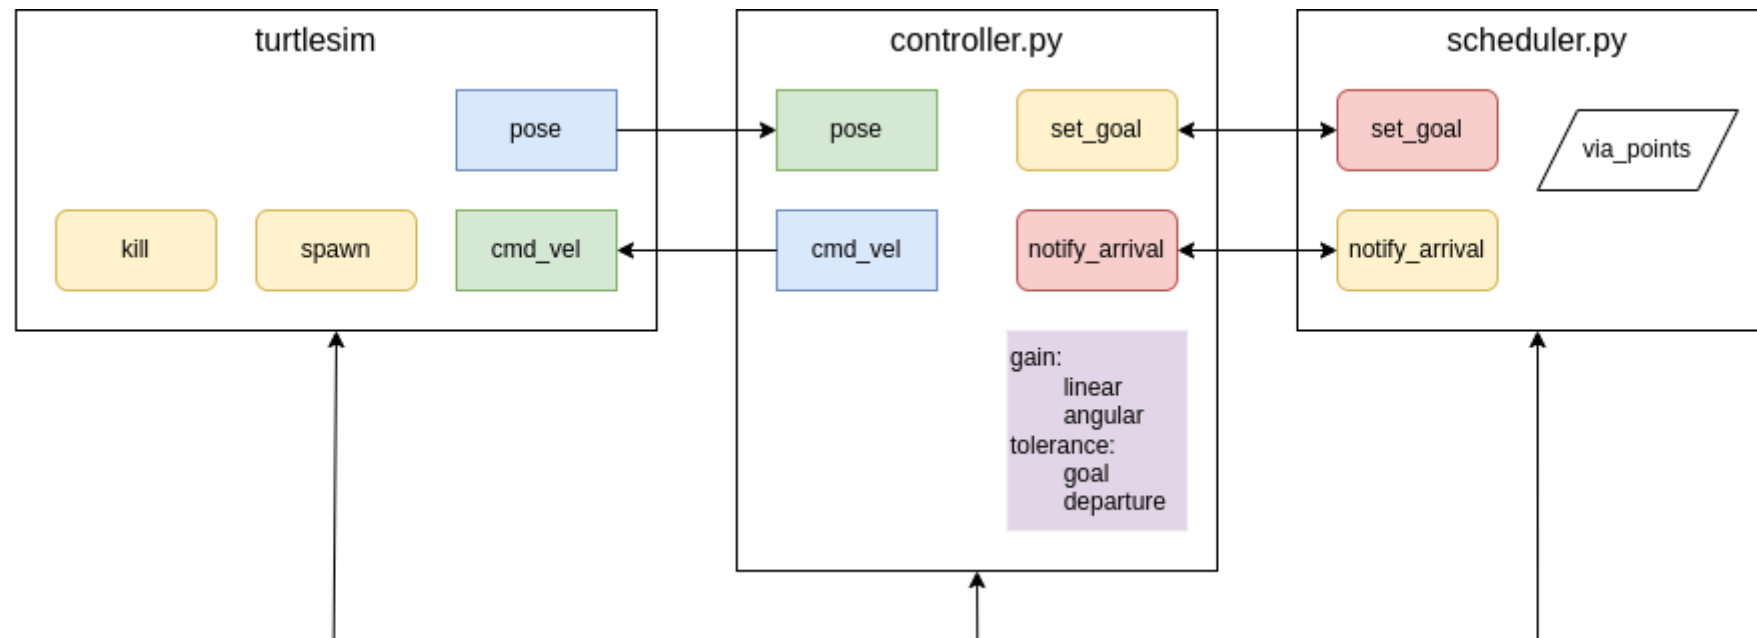 turtlesim
pose
kill
spawn
cmd_vel
controller.py
pose
set_goal
cmd_vel
notify_arrival
gain:
linear
angular
tolerance:
goal
departure
scheduler.py
set_goal
via_points
notify_arrival